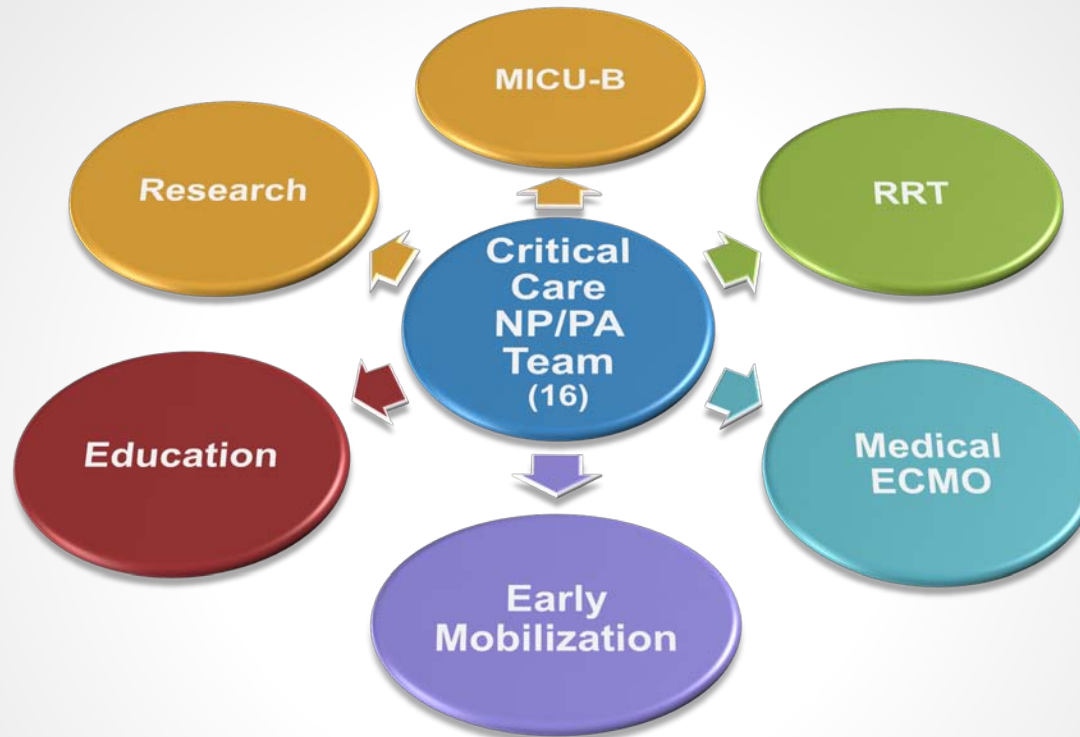 MICU-B
Research
RRT
Critical
Care
NP/PA
Team
(16)
Education
Medical
ECMO
Early
Mobilization